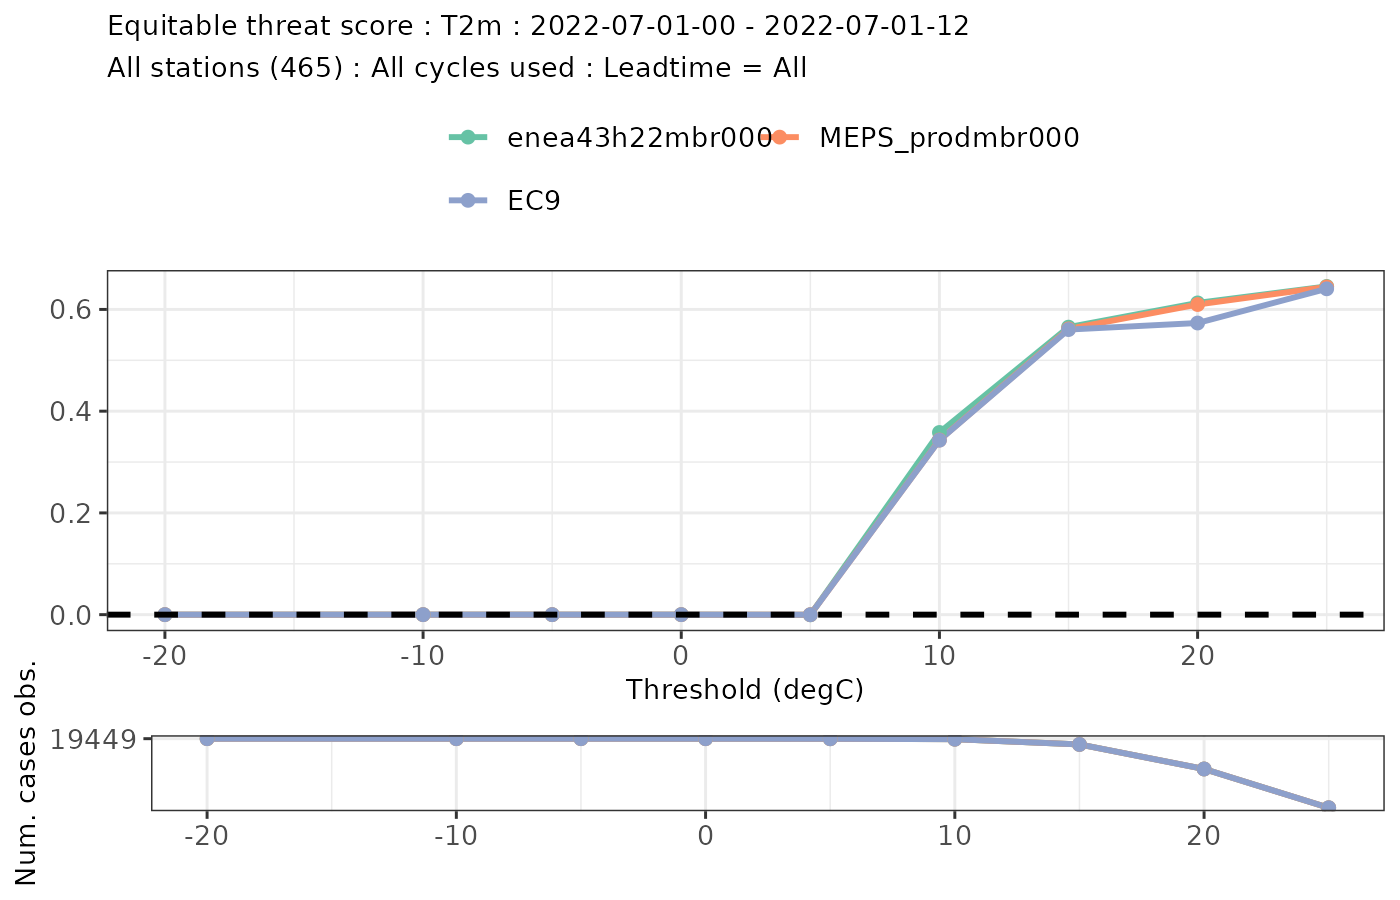 Equitable threat score : T2m : 2022-07-01-00 - 2022-07-01-12
All stations (465) : All cycles used : Leadtime = All
enea43h22mbr000 MEPS_prodmbr000
EC9
0.6
0.4
0.2
0.0
-20 -10 0 10 20
Threshold (degC)
Num. cases obs.
19449
-20 -10 0 10 20